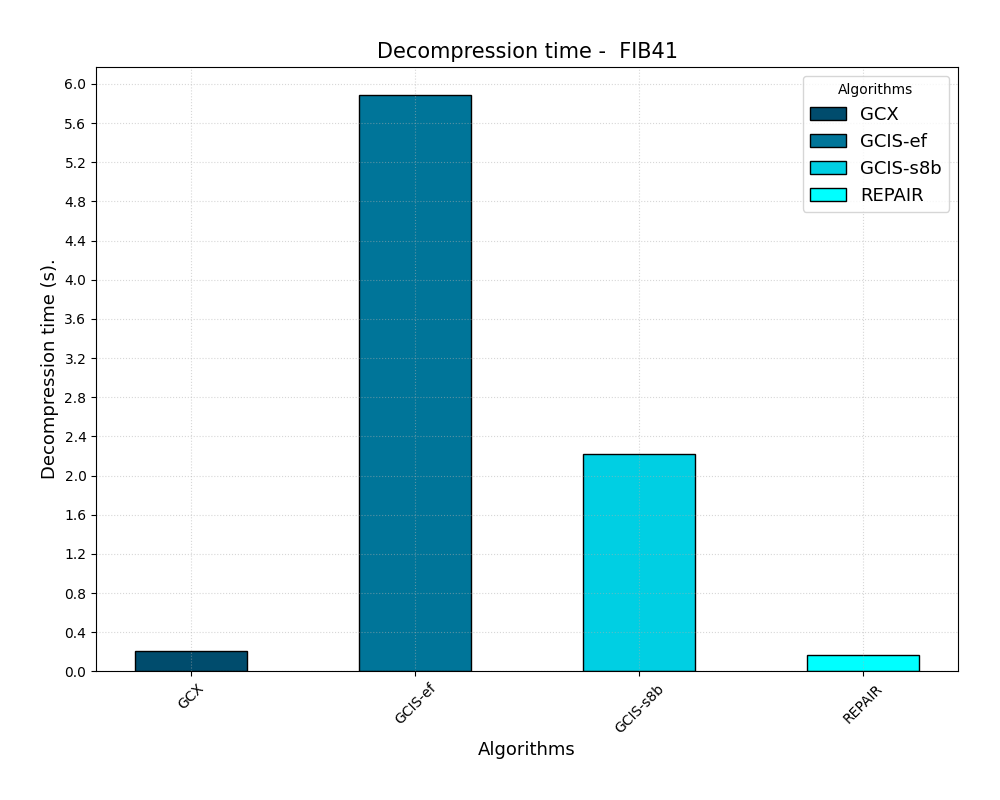 Decompression time -  FIB41
Algorithms
GCX
GCIS-ef
GCIS-s8b
REPAIR
Decompression time (s).
6.0
5.6
5.2
4.8
4.4
4.0
3.6
3.2
2.8
2.4
2.0
1.6
1.2
0.8
0.4
0.0
GCX
GCIS-ef
GCIS-s8b
REPAIR
Algorithms